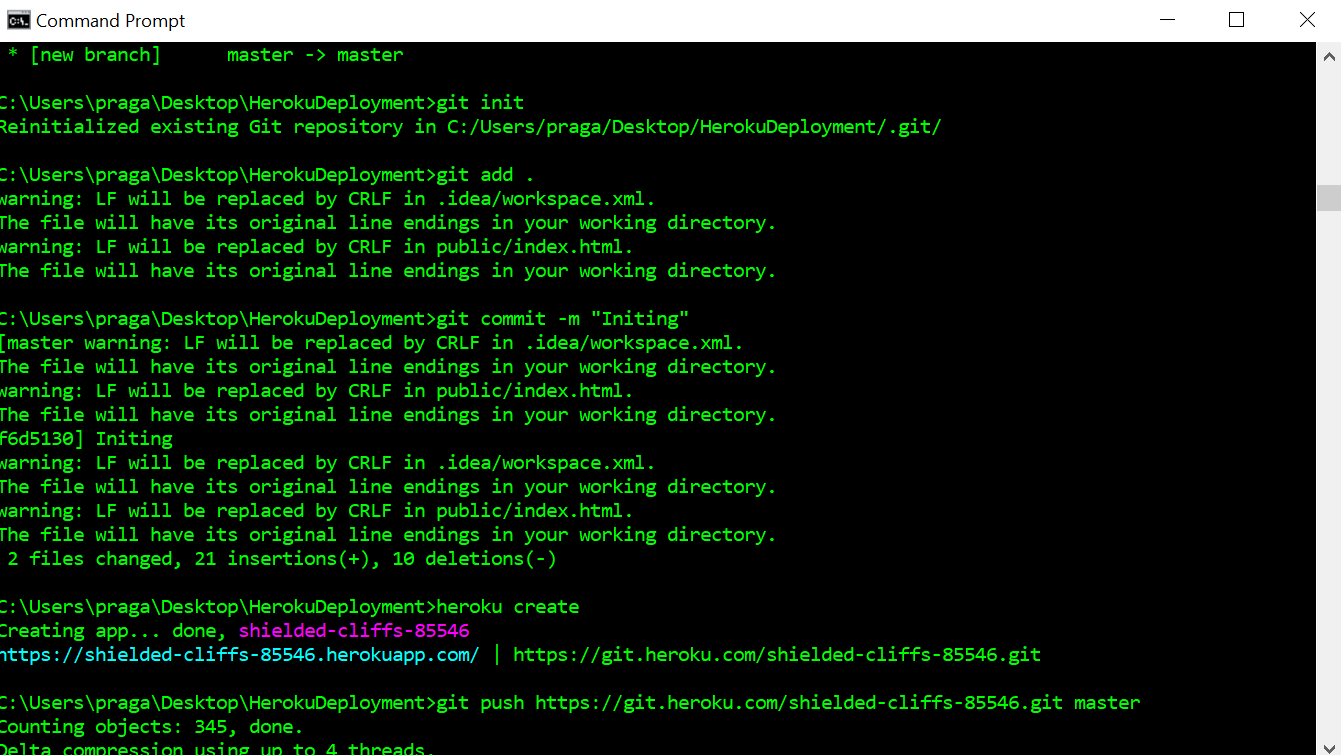 Command Prompt
* [new branch]      master -> master
C:\Users\praga\Desktop\HerokuDeployment>git init
Reinitialized existing Git repository in C:/Users/praga/Desktop/HerokuDeployment/.git/
C:\Users\praga\Desktop\HerokuDeployment>git add .
warning: LF will be replaced by CRLF in .idea/workspace.xml.
The file will have its original line endings in your working directory.
warning: LF will be replaced by CRLF in public/index.html.
The file will have its original line endings in your working directory.
C:\Users\praga\Desktop\HerokuDeployment>git commit -m "Initing"
[master warning: LF will be replaced by CRLF in .idea/workspace.xml.
The file will have its original line endings in your working directory.
warning: LF will be replaced by CRLF in public/index.html.
The file will have its original line endings in your working directory.
f6d5130] Initing
warning: LF will be replaced by CRLF in .idea/workspace.xml.
The file will have its original line endings in your working directory.
warning: LF will be replaced by CRLF in public/index.html.
The file will have its original line endings in your working directory.
2 files changed, 21 insertions(+), 10 deletions(-)
C:\Users\praga\Desktop\HerokuDeployment>heroku create
Creating app... done, shielded-cliffs-85546
https://shielded-cliffs-85546.herokuapp.com/ | https://git.heroku.com/shielded-cliffs-85546.git
C:\Users\praga\Desktop\HerokuDeployment>git push https://git.heroku.com/shielded-cliffs-85546.git master
Counting objects: 345, done.
Delta compression using up to 4 threads.